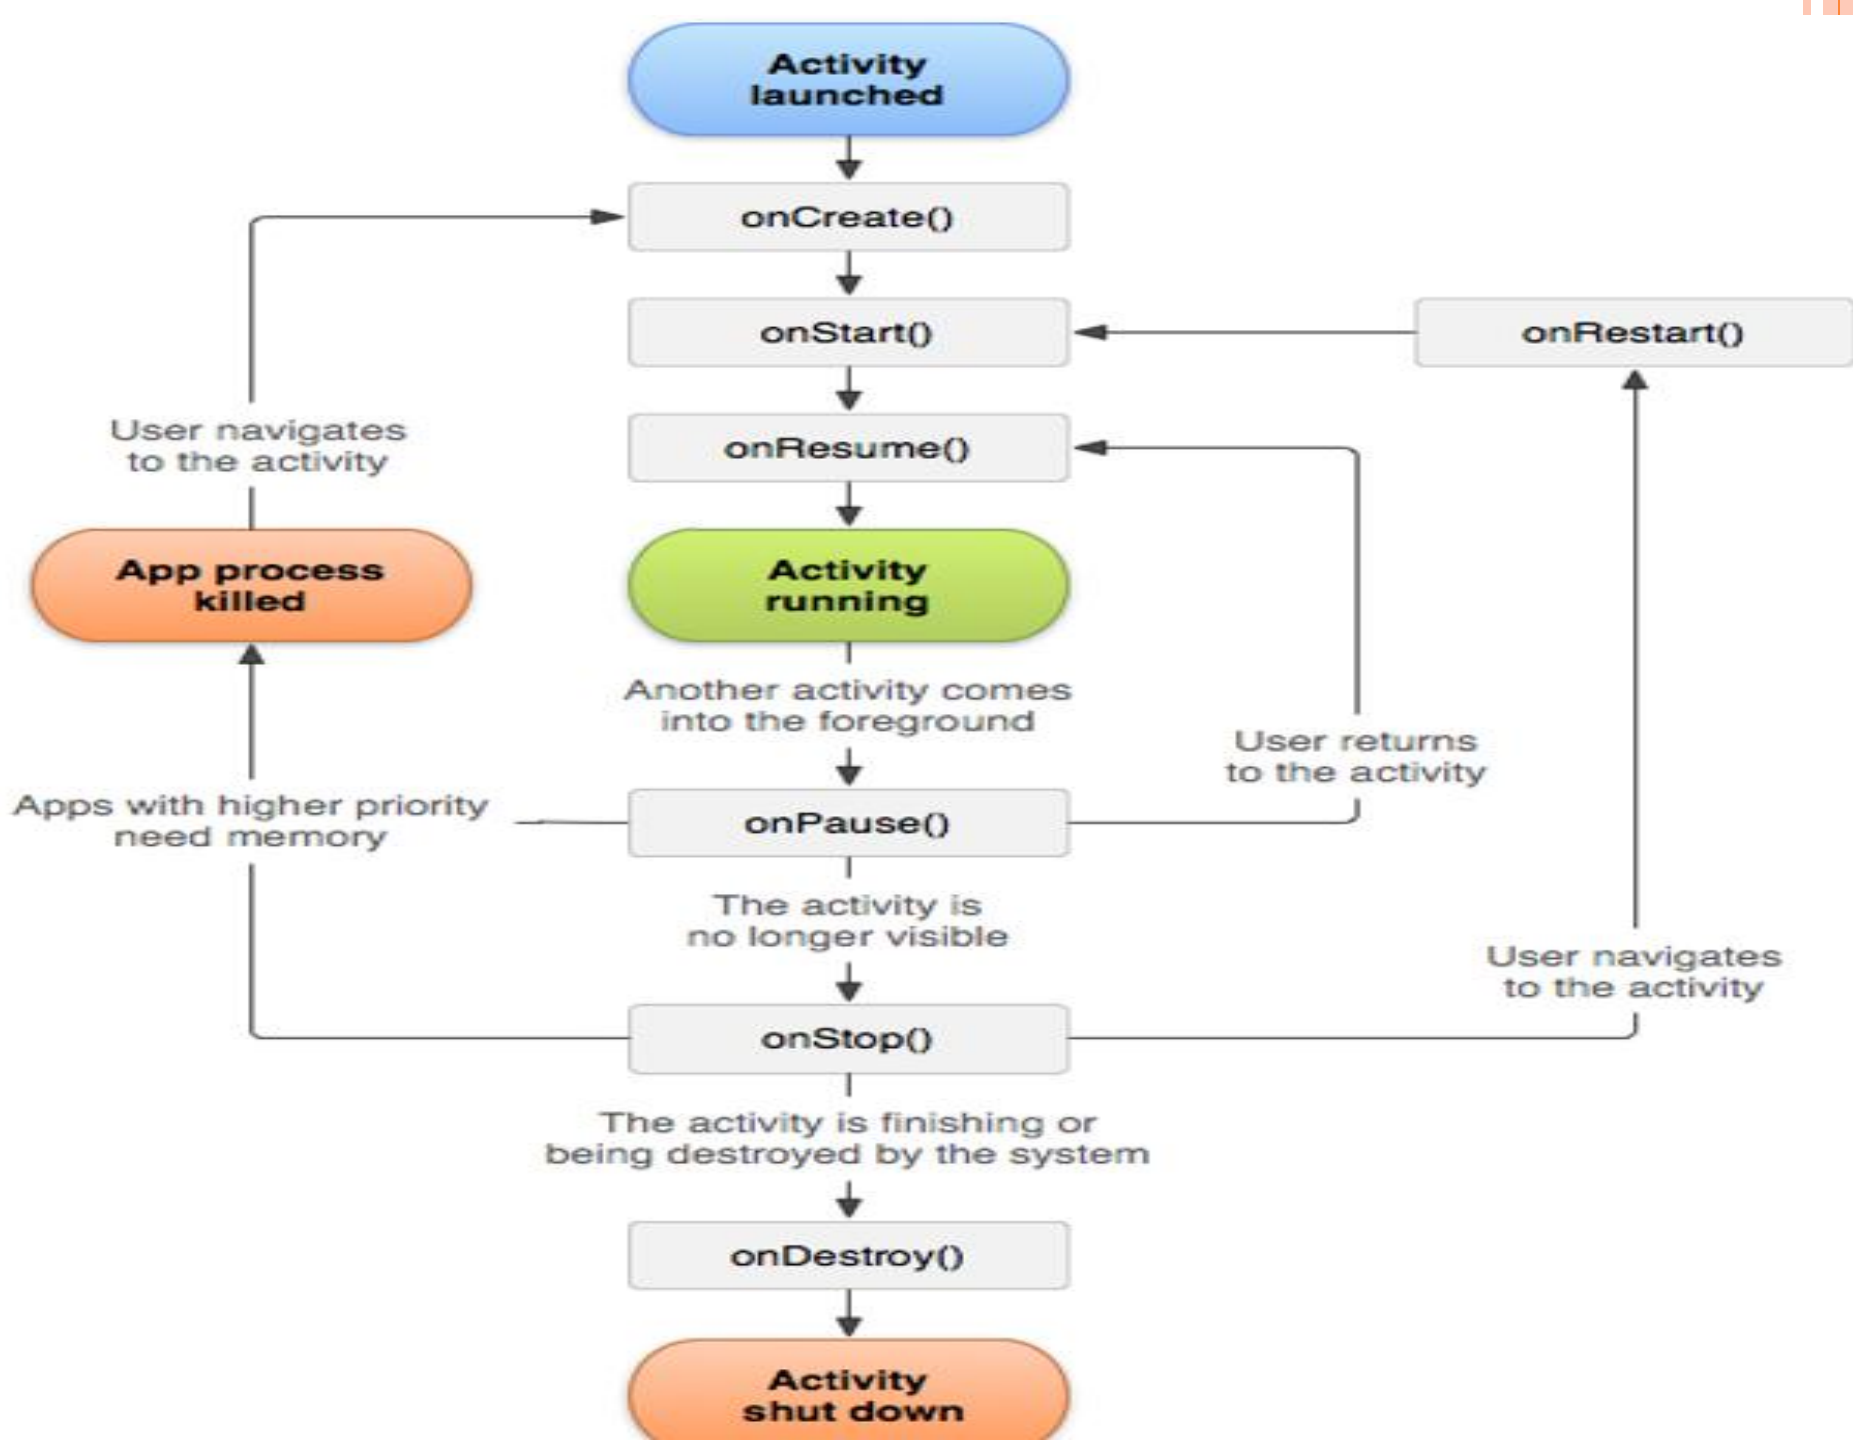 Activity
launched
onCreate()
onStart()
onRestart()
User navigates
to the activity
onResume()
App process
killed
Activity
running
Another activity comes
into the foreground
User returns
to the activity
Apps with higher priority
need memory
onPause()
The activity is
no longer visible
User navigates
to the activity
onStop()
The activity is finishing or
being destroyed by the system
onDestroy()
Activity
shut down